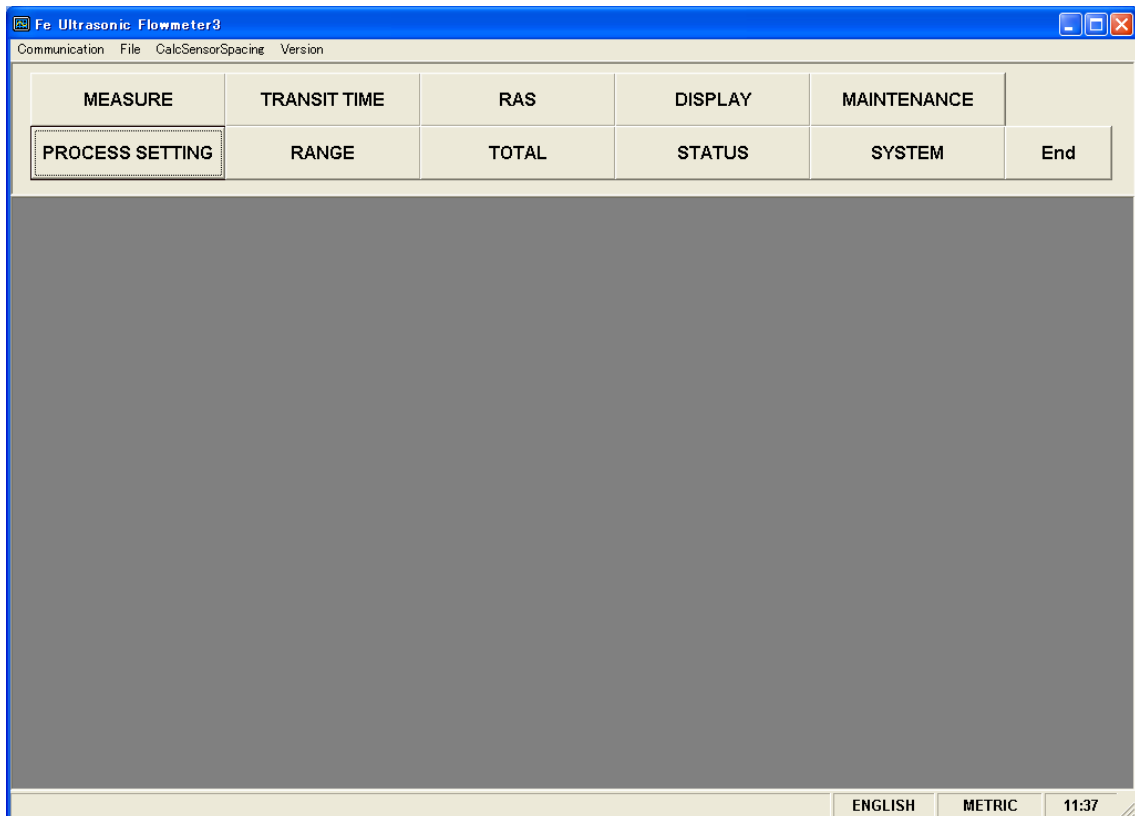 Fe Ultrasonic Flowmeter3
Communication File CalcSensorSpacing Version
MEASURE TRANSIT TIME RAS DISPLAY MAINTENANCE
PROCESS SETTING RANGE TOTAL STATUS SYSTEM End
ENGLISH METRIC 11:37